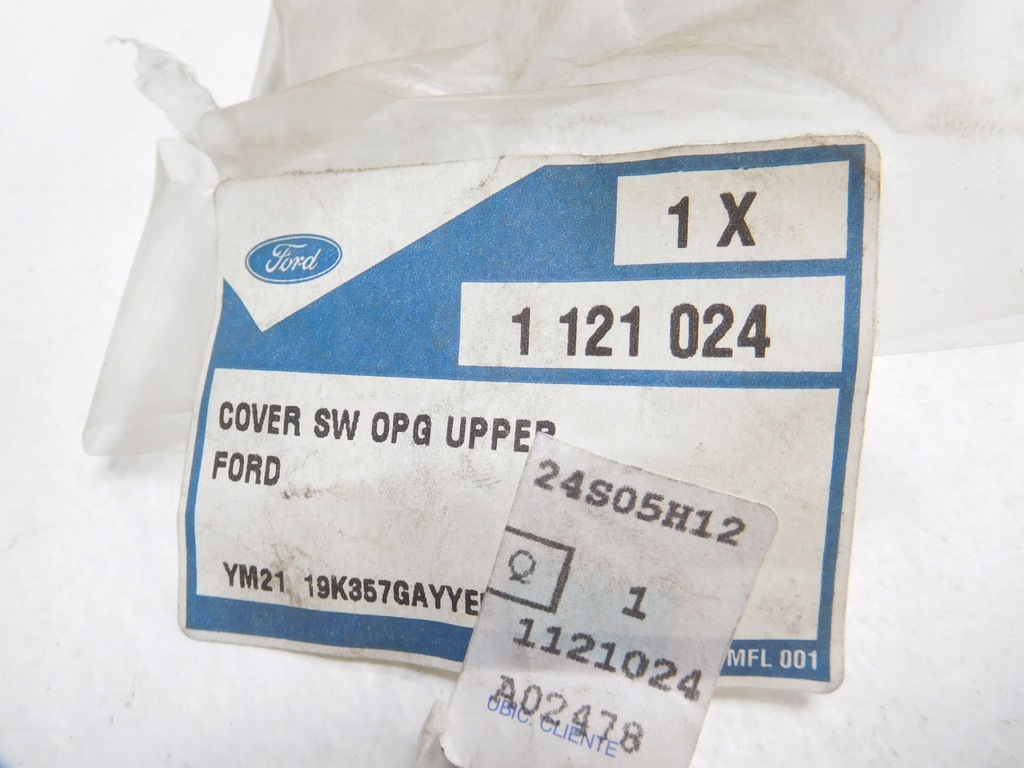 Ford
1 X
1 121 024
COVER SW OPG UPPER
FORD
YM21 19K357GAYYE
MFL 001
24S05H12
Q
1
1121024
A02478
UBIC. CLIENTE